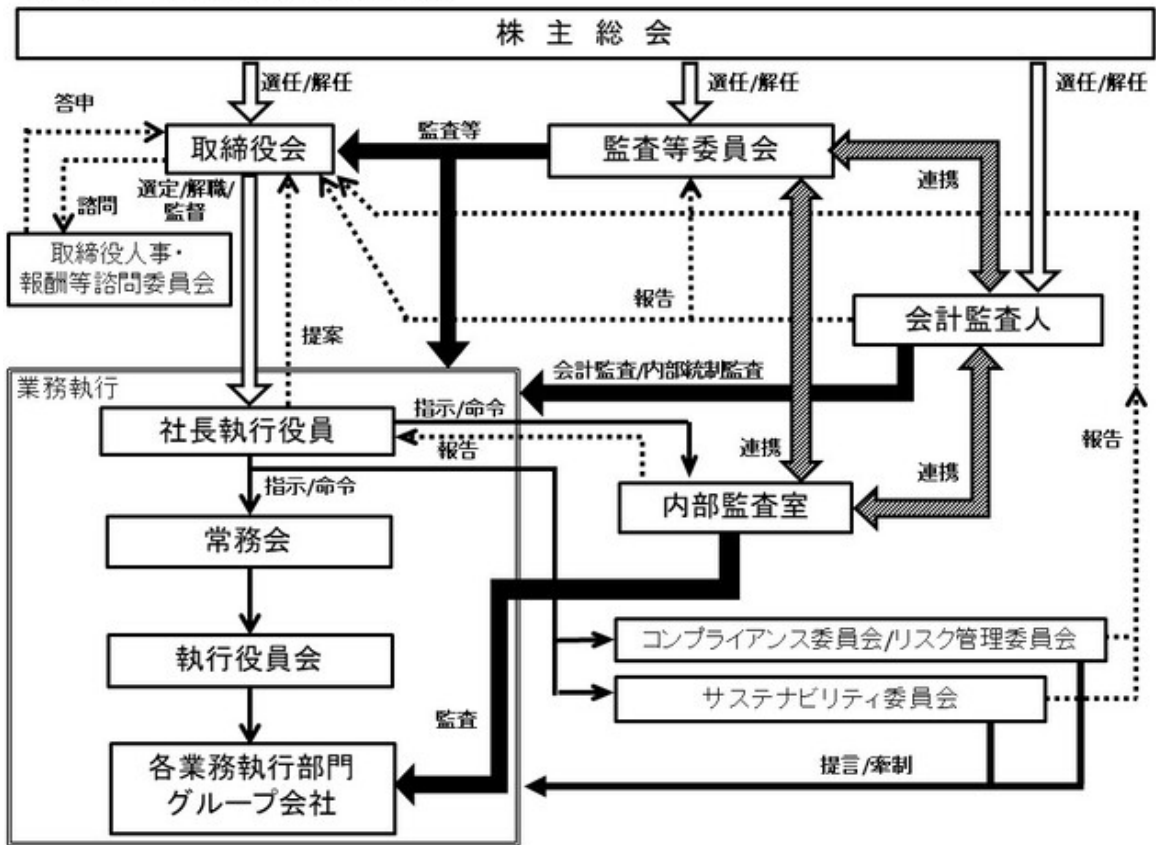 株主総会
選任/解任
選任/解任
選任/解任
答申
取締役会
監査等
監査等委員会
連携
諮問
選定/解職/
監督
取締役人事・
報酬等諮問委員会
報告
会計監査人
提案
業務執行
会計監査/内部統制監査
社長執行役員
指示/命令
報告
連携
連携
報告
指示/命令
内部監査室
常務会
執行役員会
コンプライアンス委員会/リスク管理委員会
サステナビリティ委員会
監査
各業務執行部門
グループ会社
提言/牽制